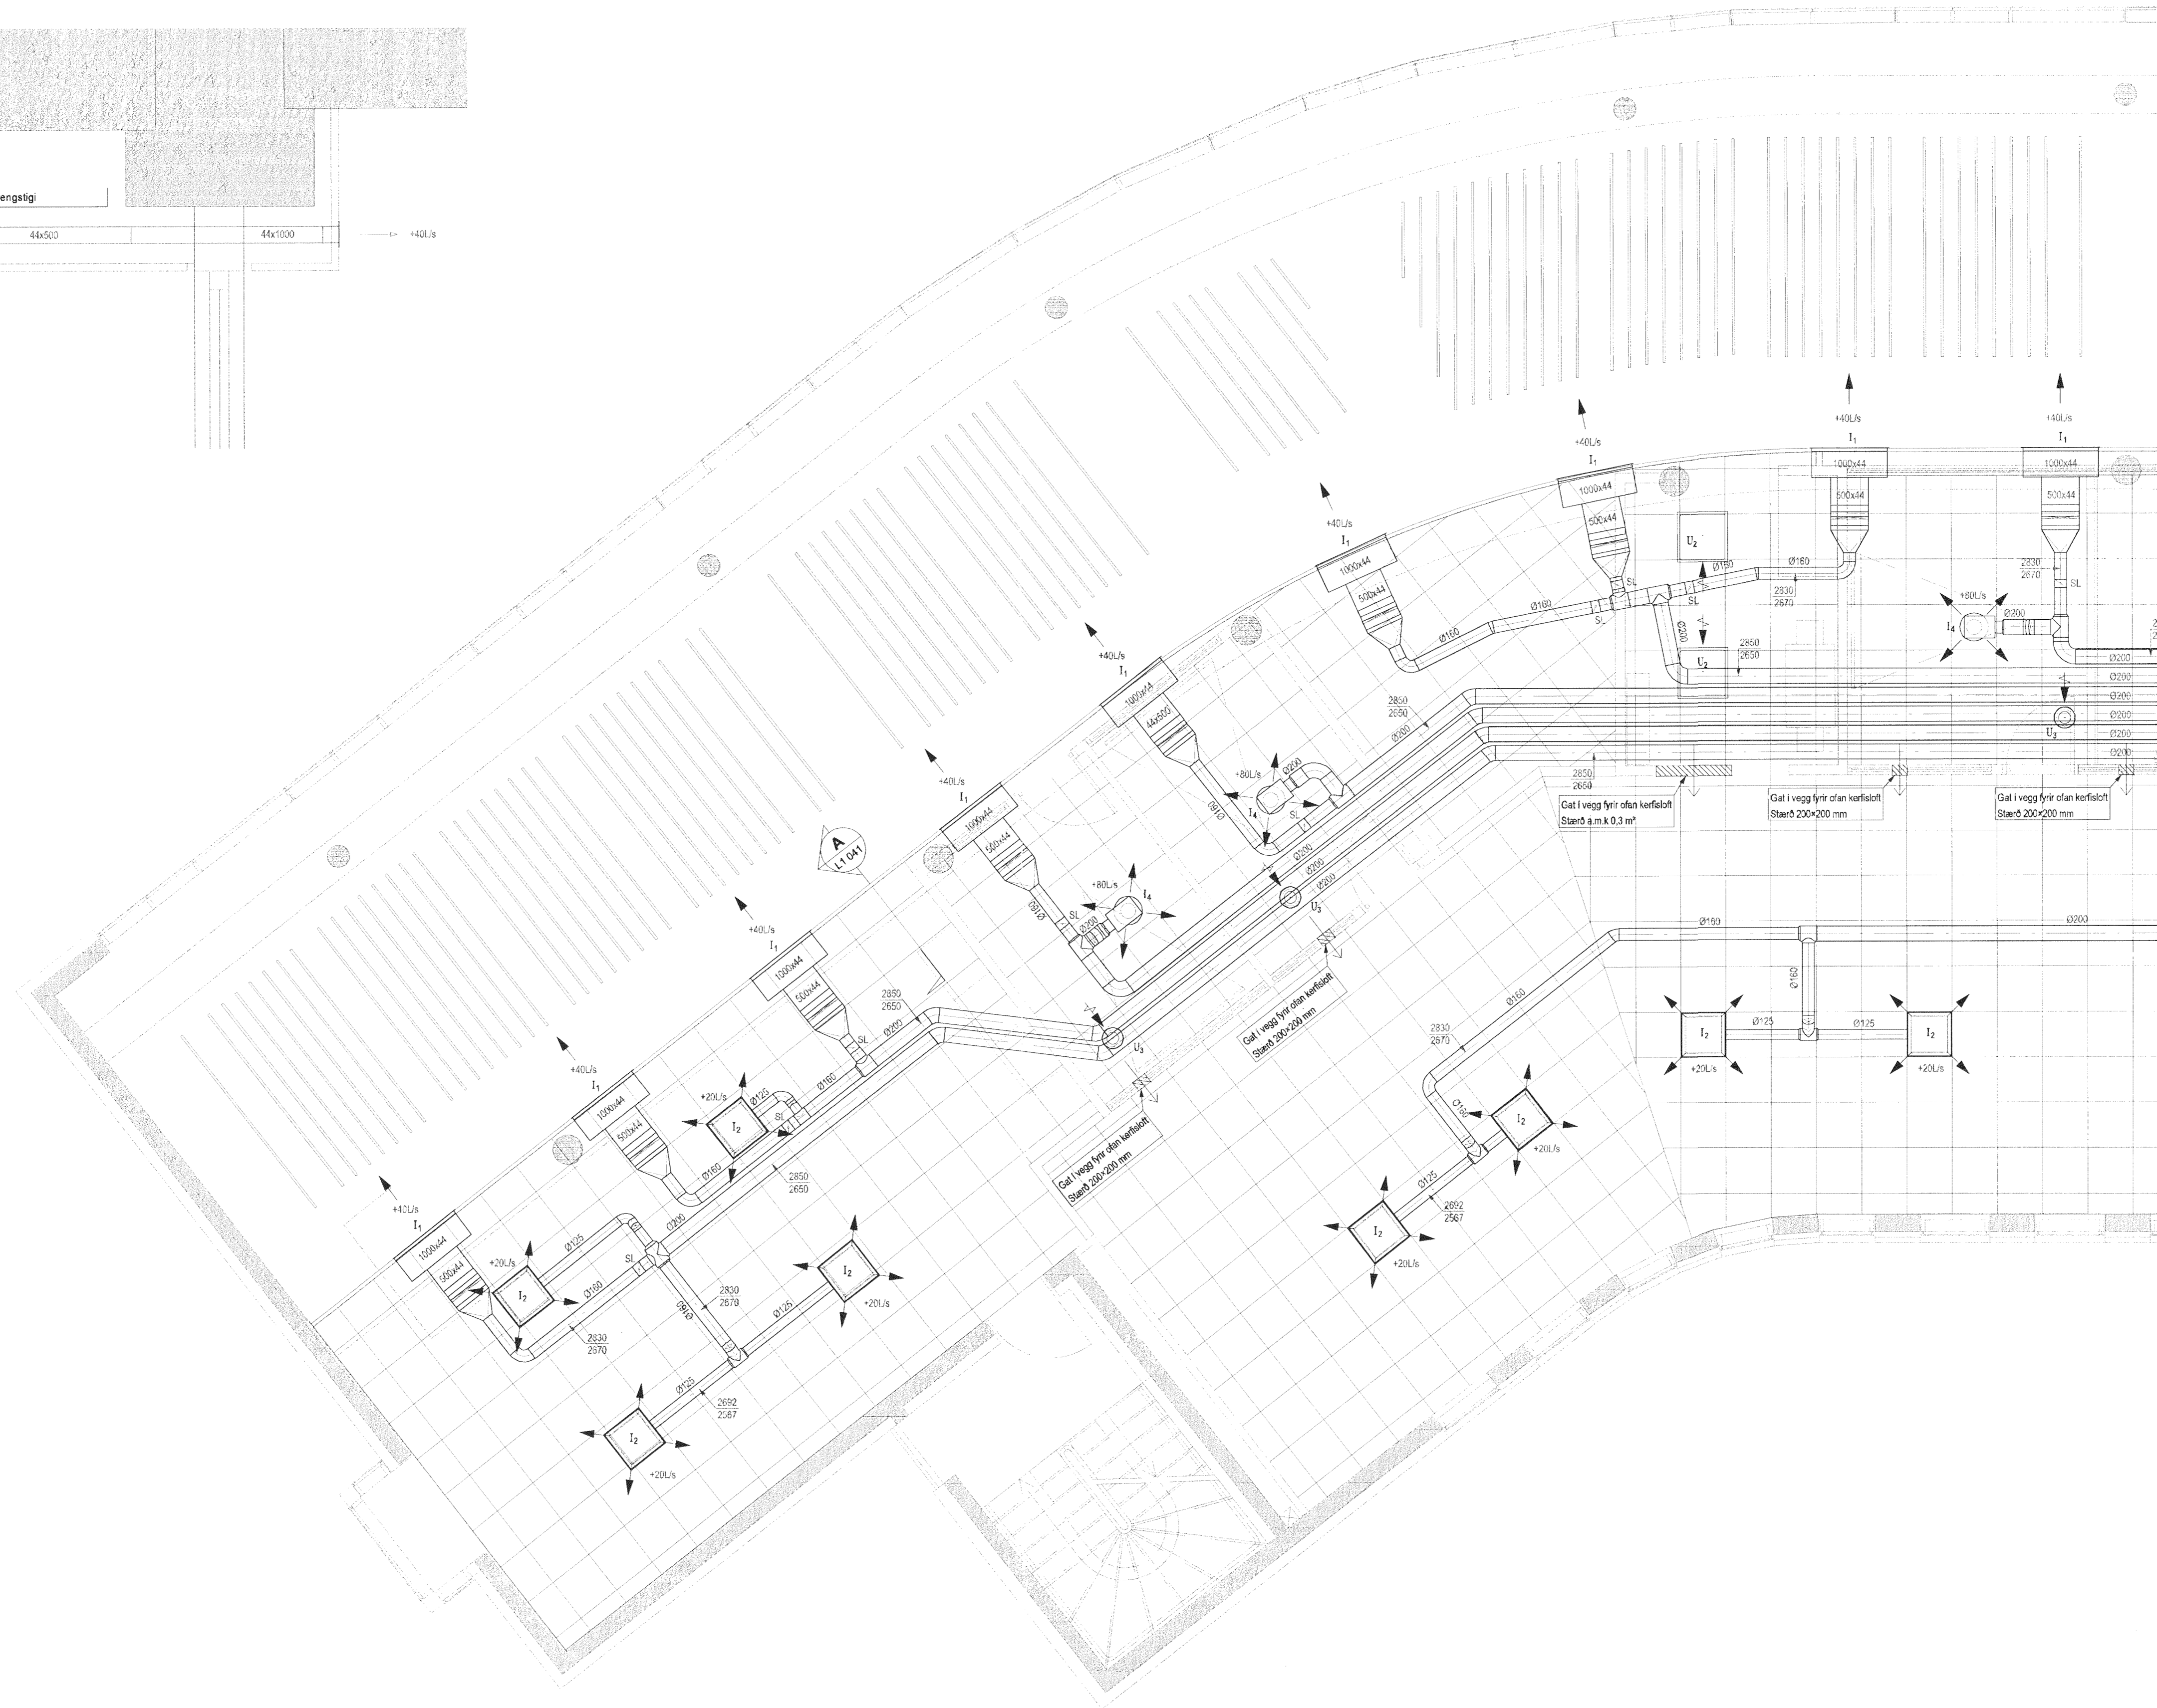 engstigi
44x500
44x1000
+40L/s
+40L/s
I₁
1000x44
500x44
+40L/s
I₁
1000x44
500x44
+40L/s
I₁
1000x44
500x44
U₂
+40L/s
I₁
1000x44
500x44
Ø160
Ø160
SL
SL
Ø160
Ø160
2830
2670
SL
2830
2670
SL
+80L/s
I₄
Ø200
Ø200
U₂
2850
2650
Ø200
Ø200
Ø200
Ø200
Ø200
Ø200
U₃
+40L/s
I₁
1000x44
44x500
2850
2650
Ø200
+80L/s
Ø200
I₄
SL
Ø160
2850
2650
Gat í vegg fyrir ofan kerfisloft
Stærð a.m.k 0,3 m²
Gat í vegg fyrir ofan kerfisloft
Stærð 200×200 mm
Gat í vegg fyrir ofan kerfisloft
Stærð 200×200 mm
+40L/s
I₁
1000x44
500x44
A
L1 041
Ø200
Ø200
Ø200
+80L/s
I₄
SL
Ø200
Ø160
U₃
Ø160
Ø200
+40L/s
I₁
1000x44
500x44
2850
2650
Ø200
SL
Ø160
U₃
Gat í vegg fyrir ofan kerfisloft
Stærð 200×200 mm
Ø160
Ø160
2830
2670
I₂
Ø125
Ø125
I₂
+20L/s
+20L/s
+40L/s
I₁
1000x44
500x44
+20L/s
Ø125
I₂
SL
Ø160
2850
2650
Gat í vegg fyrir ofan kerfisloft
Stærð 200×200 mm
Ø160
I₂
+20L/s
Ø125
2692
2567
I₂
+20L/s
+40L/s
I₁
1000x44
500x44
+20L/s
I₂
Ø125
Ø200
SL
Ø160
2830
2670
Ø160
2830
2670
Ø125
I₂
+20L/s
Ø125
2692
2567
I₂
+20L/s